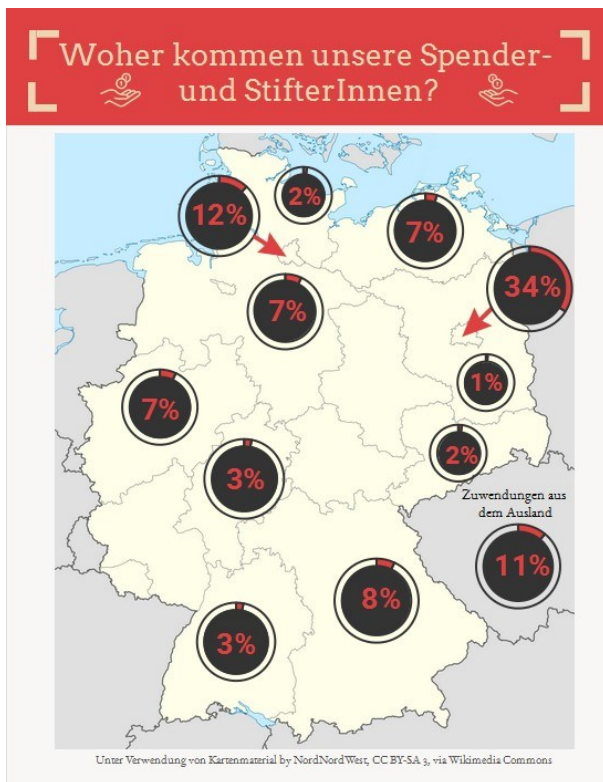 Woher kommen unsere Spender-
und StifterInnen?
2%
12%
7%
34%
7%
1%
7%
2%
3%
Zuwendungen aus
dem Ausland
11%
8%
3%
Unter Verwendung von Kartenmaterial by NordNordWest, CC BY-SA 3, via Wikimedia Commons